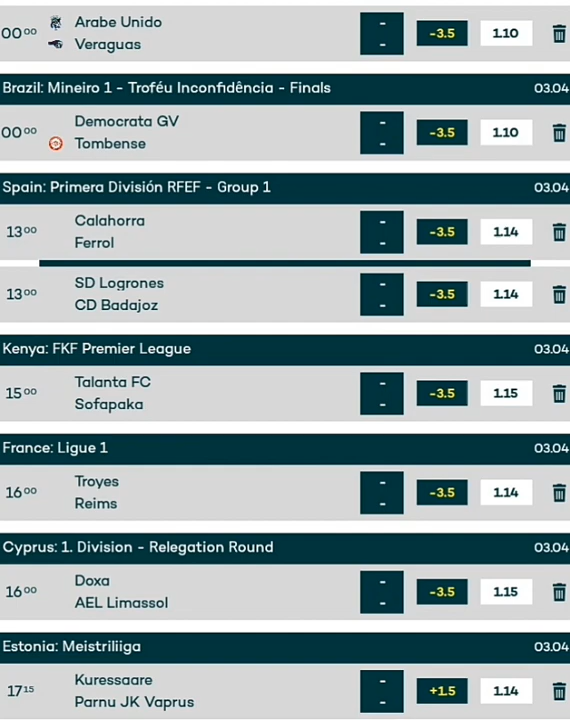 00⁰⁰ Arabe Unido
Veraguas - - -3.5 1.10
Brazil: Mineiro 1 - Troféu Inconfidência - Finals 03.04
00⁰⁰ Democrata GV
Tombense - - -3.5 1.10
Spain: Primera División RFEF - Group 1 03.04
13⁰⁰ Calahorra
Ferrol - - -3.5 1.14
13⁰⁰ SD Logrones
CD Badajoz - - -3.5 1.14
Kenya: FKF Premier League 03.04
15⁰⁰ Talanta FC
Sofapaka - - -3.5 1.15
France: Ligue 1 03.04
16⁰⁰ Troyes
Reims - - -3.5 1.14
Cyprus: 1. Division - Relegation Round 03.04
16⁰⁰ Doxa
AEL Limassol - - -3.5 1.15
Estonia: Meistriliiga 03.04
17¹⁵ Kuressaare
Parnu JK Vaprus - - +1.5 1.14